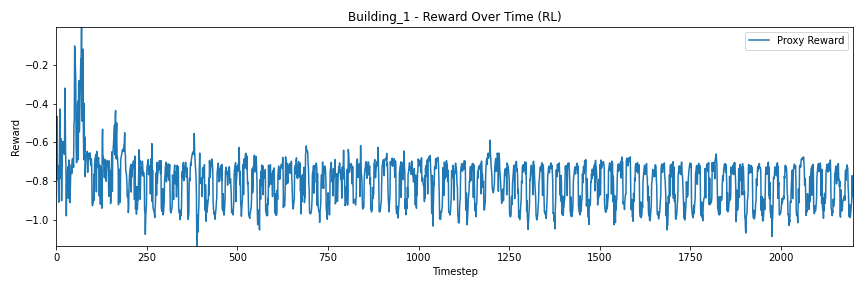 Building_1 - Reward Over Time (RL)
Proxy Reward
Reward
−0.2
−0.4
−0.6
−0.8
−1.0
0 250 500 750 1000 1250 1500 1750 2000
Timestep